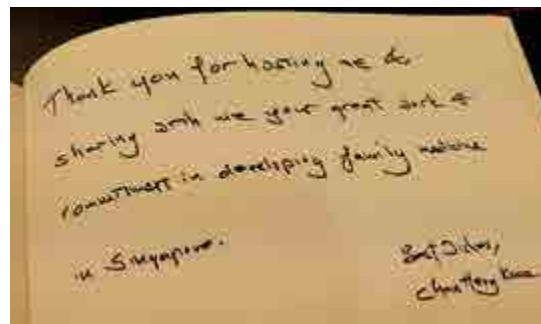 Thank you for hosting me &
sharing with me your great work &
commitment in developing family medicine
in Singapore.
Best Wishes,